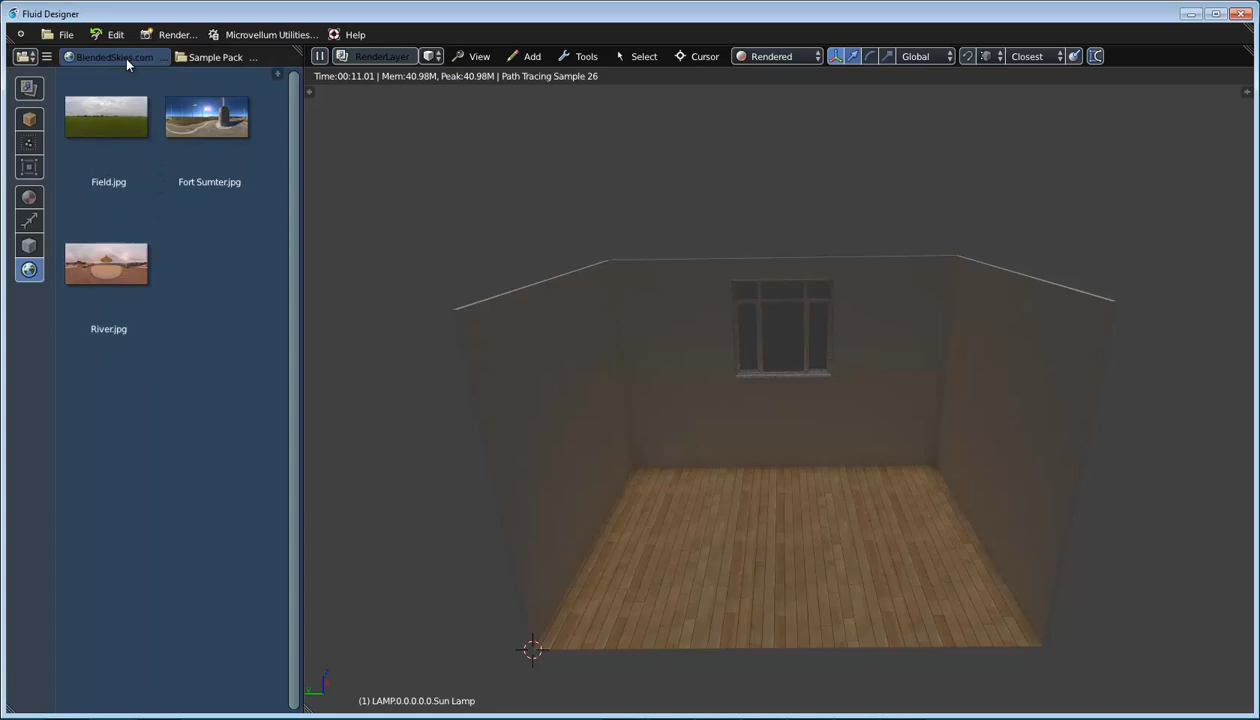 Fluid Designer
File Edit Render... Microvellum Utilities... Help
BlendedSkies.com ... Sample Pack ... RenderLayer View Add Tools Select Cursor Rendered Global Closest
Time:00:11.01 | Mem:40.98M, Peak:40.98M | Path Tracing Sample 26
Field.jpg Fort Sumter.jpg
River.jpg
z
y
(1) LAMP.0.0.0.0.0.Sun Lamp